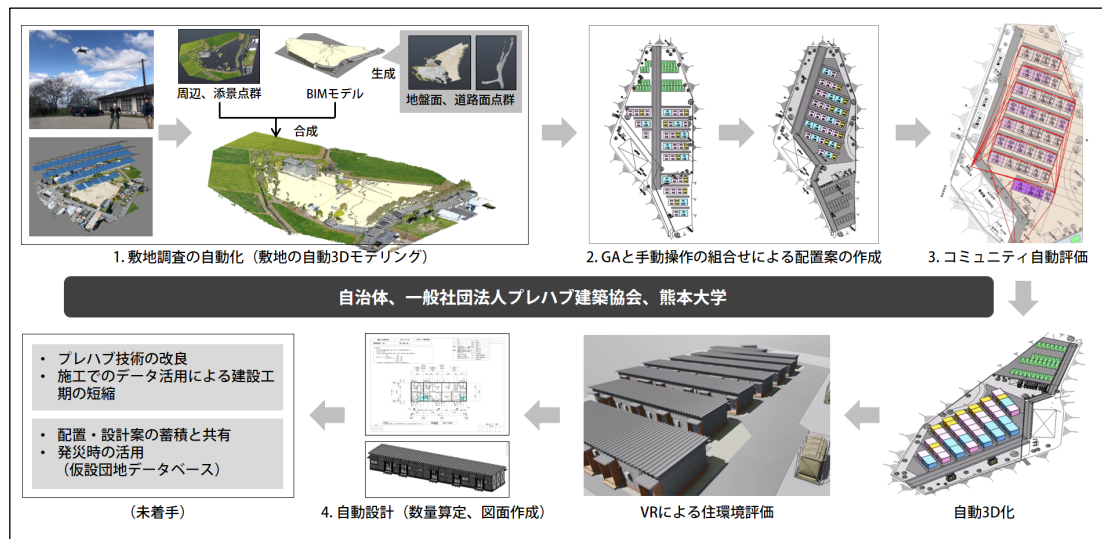 周辺、添景点群
BIMモデル
生成
地盤面、道路面点群
合成
1. 敷地調査の自動化（敷地の自動3Dモデリング）
2. GAと手動操作の組合せによる配置案の作成
3. コミュニティ自動評価
自治体、一般社団法人プレハブ建築協会、熊本大学
• プレハブ技術の改良
• 施工でのデータ活用による建設工
期の短縮
• 配置・設計案の蓄積と共有
• 発災時の活用
（仮設団地データベース）
（未着手）
4. 自動設計（数量算定、図面作成）
VRによる住環境評価
自動3D化